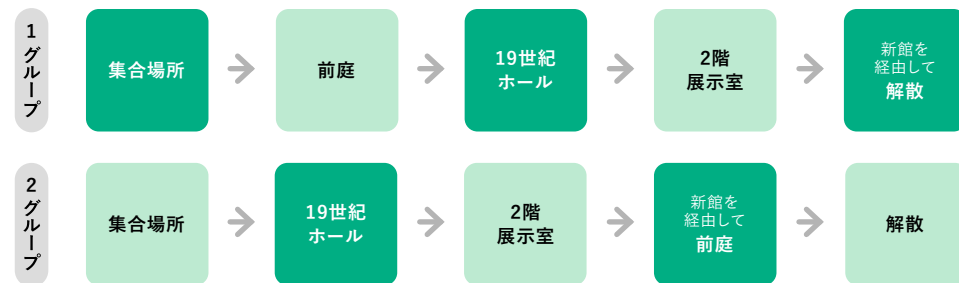 1グループ
集合場所
前庭
19世紀
ホール
2階
展示室
新館を
経由して
解散
2グループ
集合場所
19世紀
ホール
2階
展示室
新館を
経由して
前庭
解散